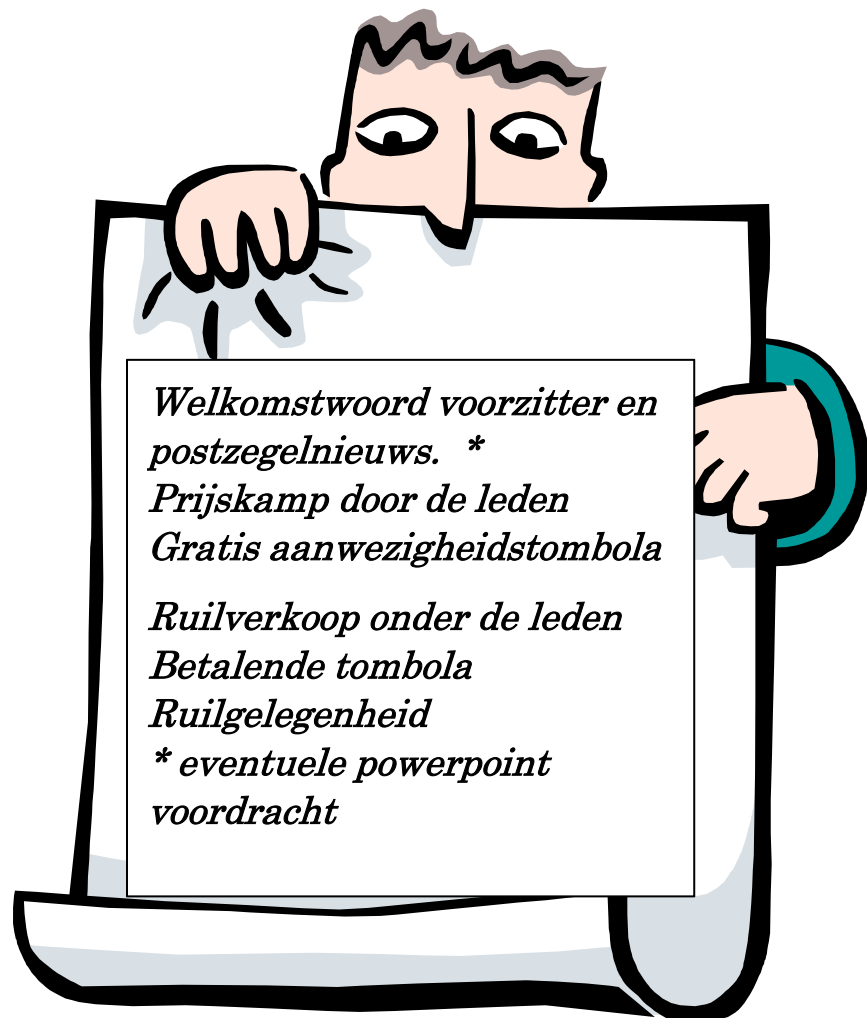 Welkomstwoord voorzitter en
postzegelnieuws.  *
Prijskamp door de leden
Gratis aanwezigheidstombola
Ruilverkoop onder de leden
Betalende tombola
Ruilgelegenheid
* eventuele powerpoint
voordracht